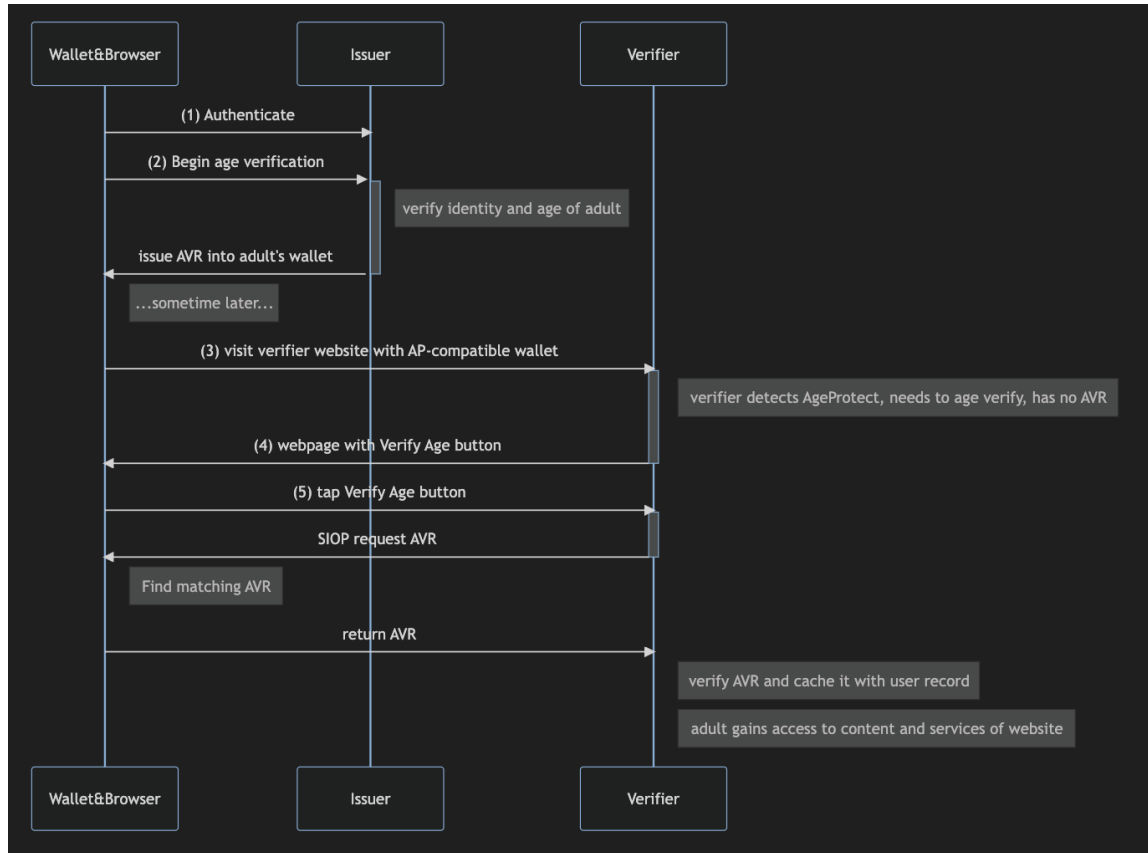 Wallet&Browser
Issuer
Verifier
(1) Authenticate
(2) Begin age verification
verify identity and age of adult
issue AVR into adult's wallet
...sometime later...
(3) visit verifier website with AP-compatible wallet
verifier detects AgeProtect, needs to age verify, has no AVR
(4) webpage with Verify Age button
(5) tap Verify Age button
SIOP request AVR
Find matching AVR
return AVR
verify AVR and cache it with user record
adult gains access to content and services of website
Wallet&Browser
Issuer
Verifier